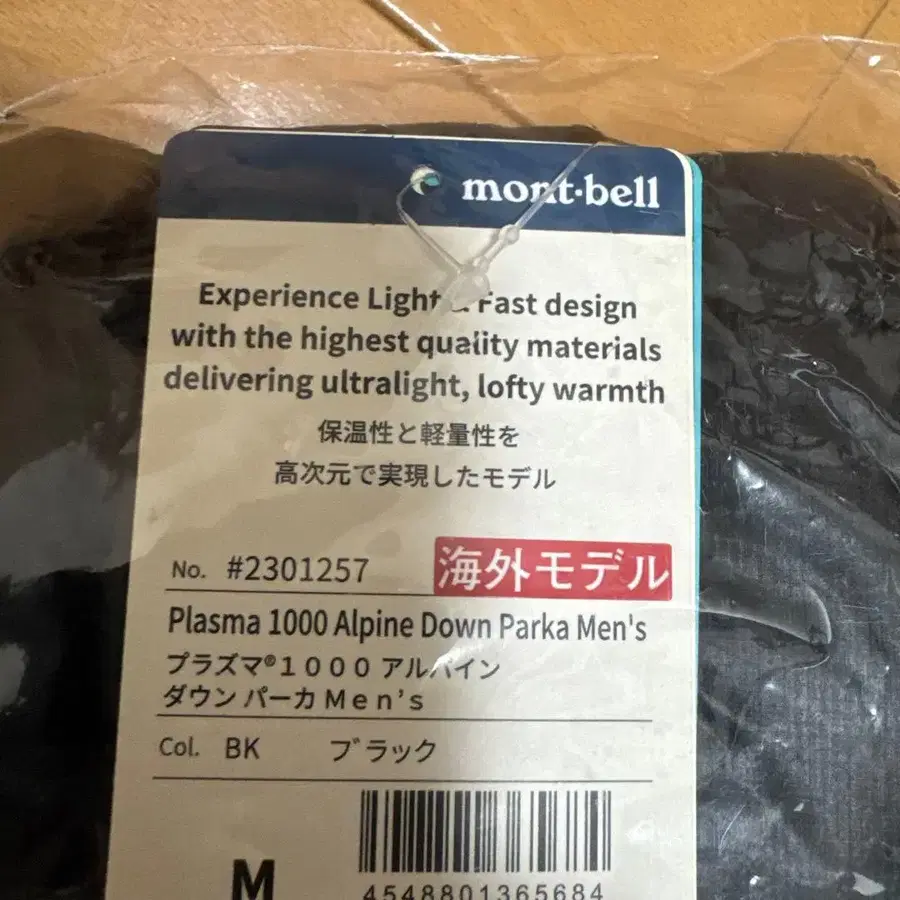 mont·bell
Experience Light & Fast design
with the highest quality materials
delivering ultralight, lofty warmth
保温性と軽量性を
高次元で実現したモデル
No. #2301257
海外モデル
Plasma 1000 Alpine Down Parka Men's
プラズマ®1000 アルパイン
ダウン パーカ Men's
Col. BK ブラック
M
4548801365684